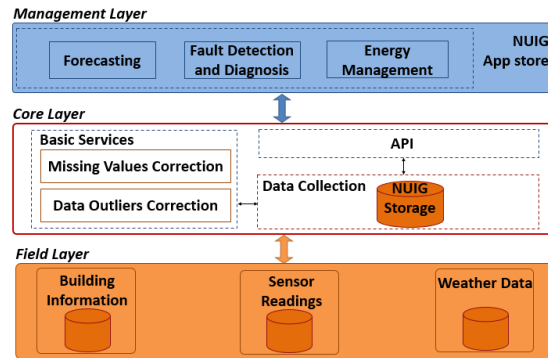 Management Layer
Forecasting
Fault Detection
and Diagnosis
Energy
Management
NUIG
App store
Core Layer
Basic Services
Missing Values Correction
Data Outliers Correction
API
Data Collection
NUIG
Storage
Field Layer
Building
Information
Sensor
Readings
Weather Data